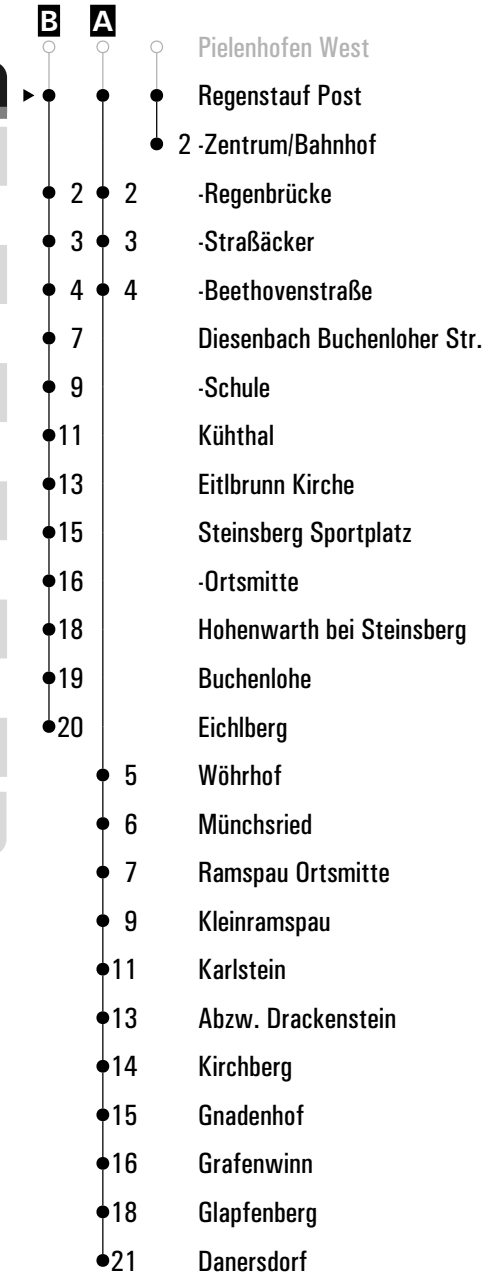 B A
Pielenhofen West
Regenstauf Post
2 -Zentrum/Bahnhof
2 2 -Regenbrücke
3 3 -Straßäcker
4 4 -Beethovenstraße
7 Diesenbach Buchenloher Str.
9 -Schule
11 Kühthal
13 Eitlbrunn Kirche
15 Steinsberg Sportplatz
16 -Ortsmitte
18 Hohenwarth bei Steinsberg
19 Buchenlohe
20 Eichlberg
5 Wöhrhof
6 Münchsried
7 Ramspau Ortsmitte
9 Kleinramspau
11 Karlstein
13 Abzw. Drackenstein
14 Kirchberg
15 Gnadenhof
16 Grafenwinn
18 Glapfenberg
21 Danersdorf